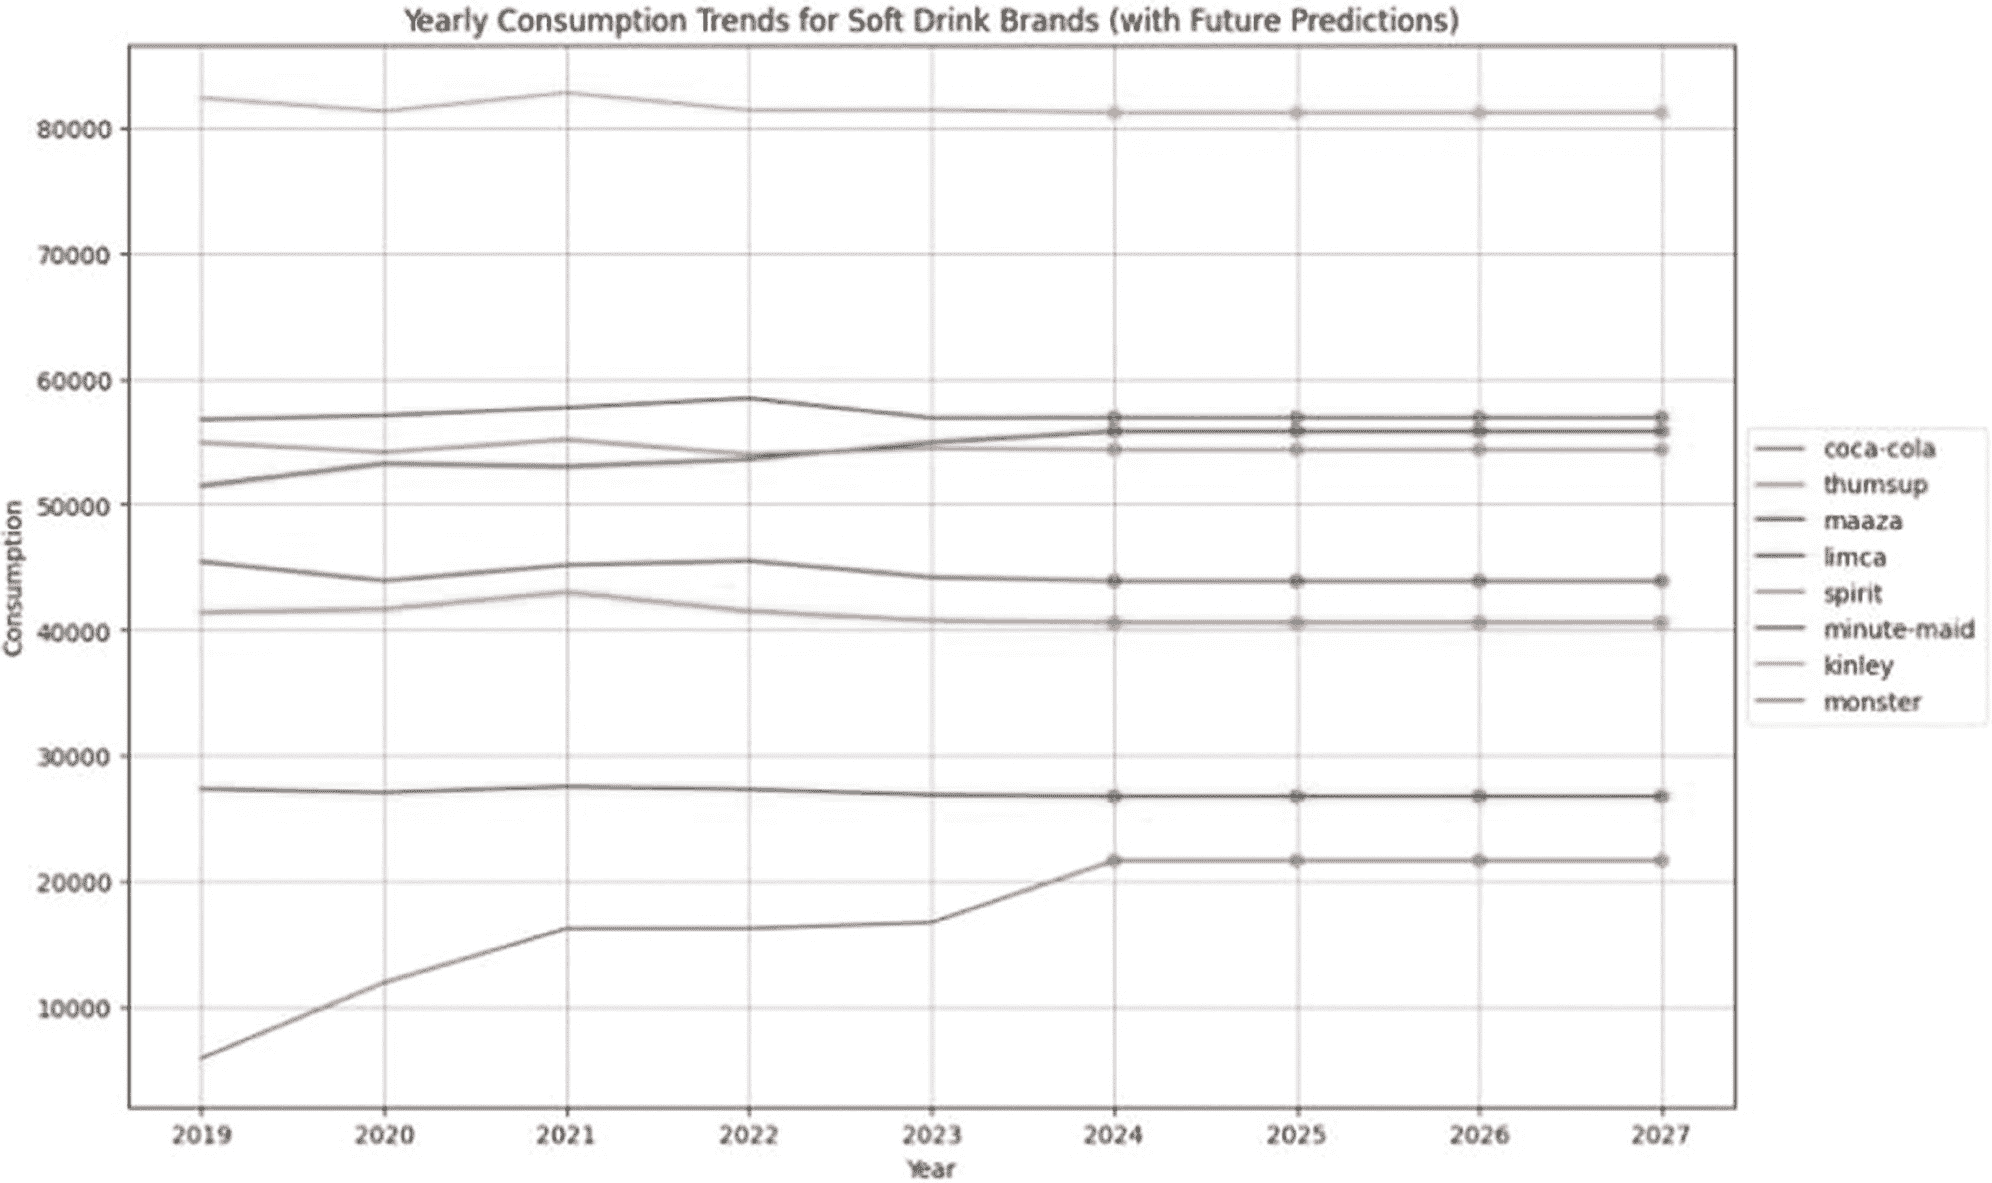 Yearly Consumption Trends for Soft Drink Brands (with Future Predictions)
80000
70000
60000
50000
40000
30000
20000
10000
Consumption
2019 2020 2021 2022 2023 2024 2025 2026 2027
Year
coca-cola
thumsup
maaza
limca
spirit
minute-maid
kinley
monster